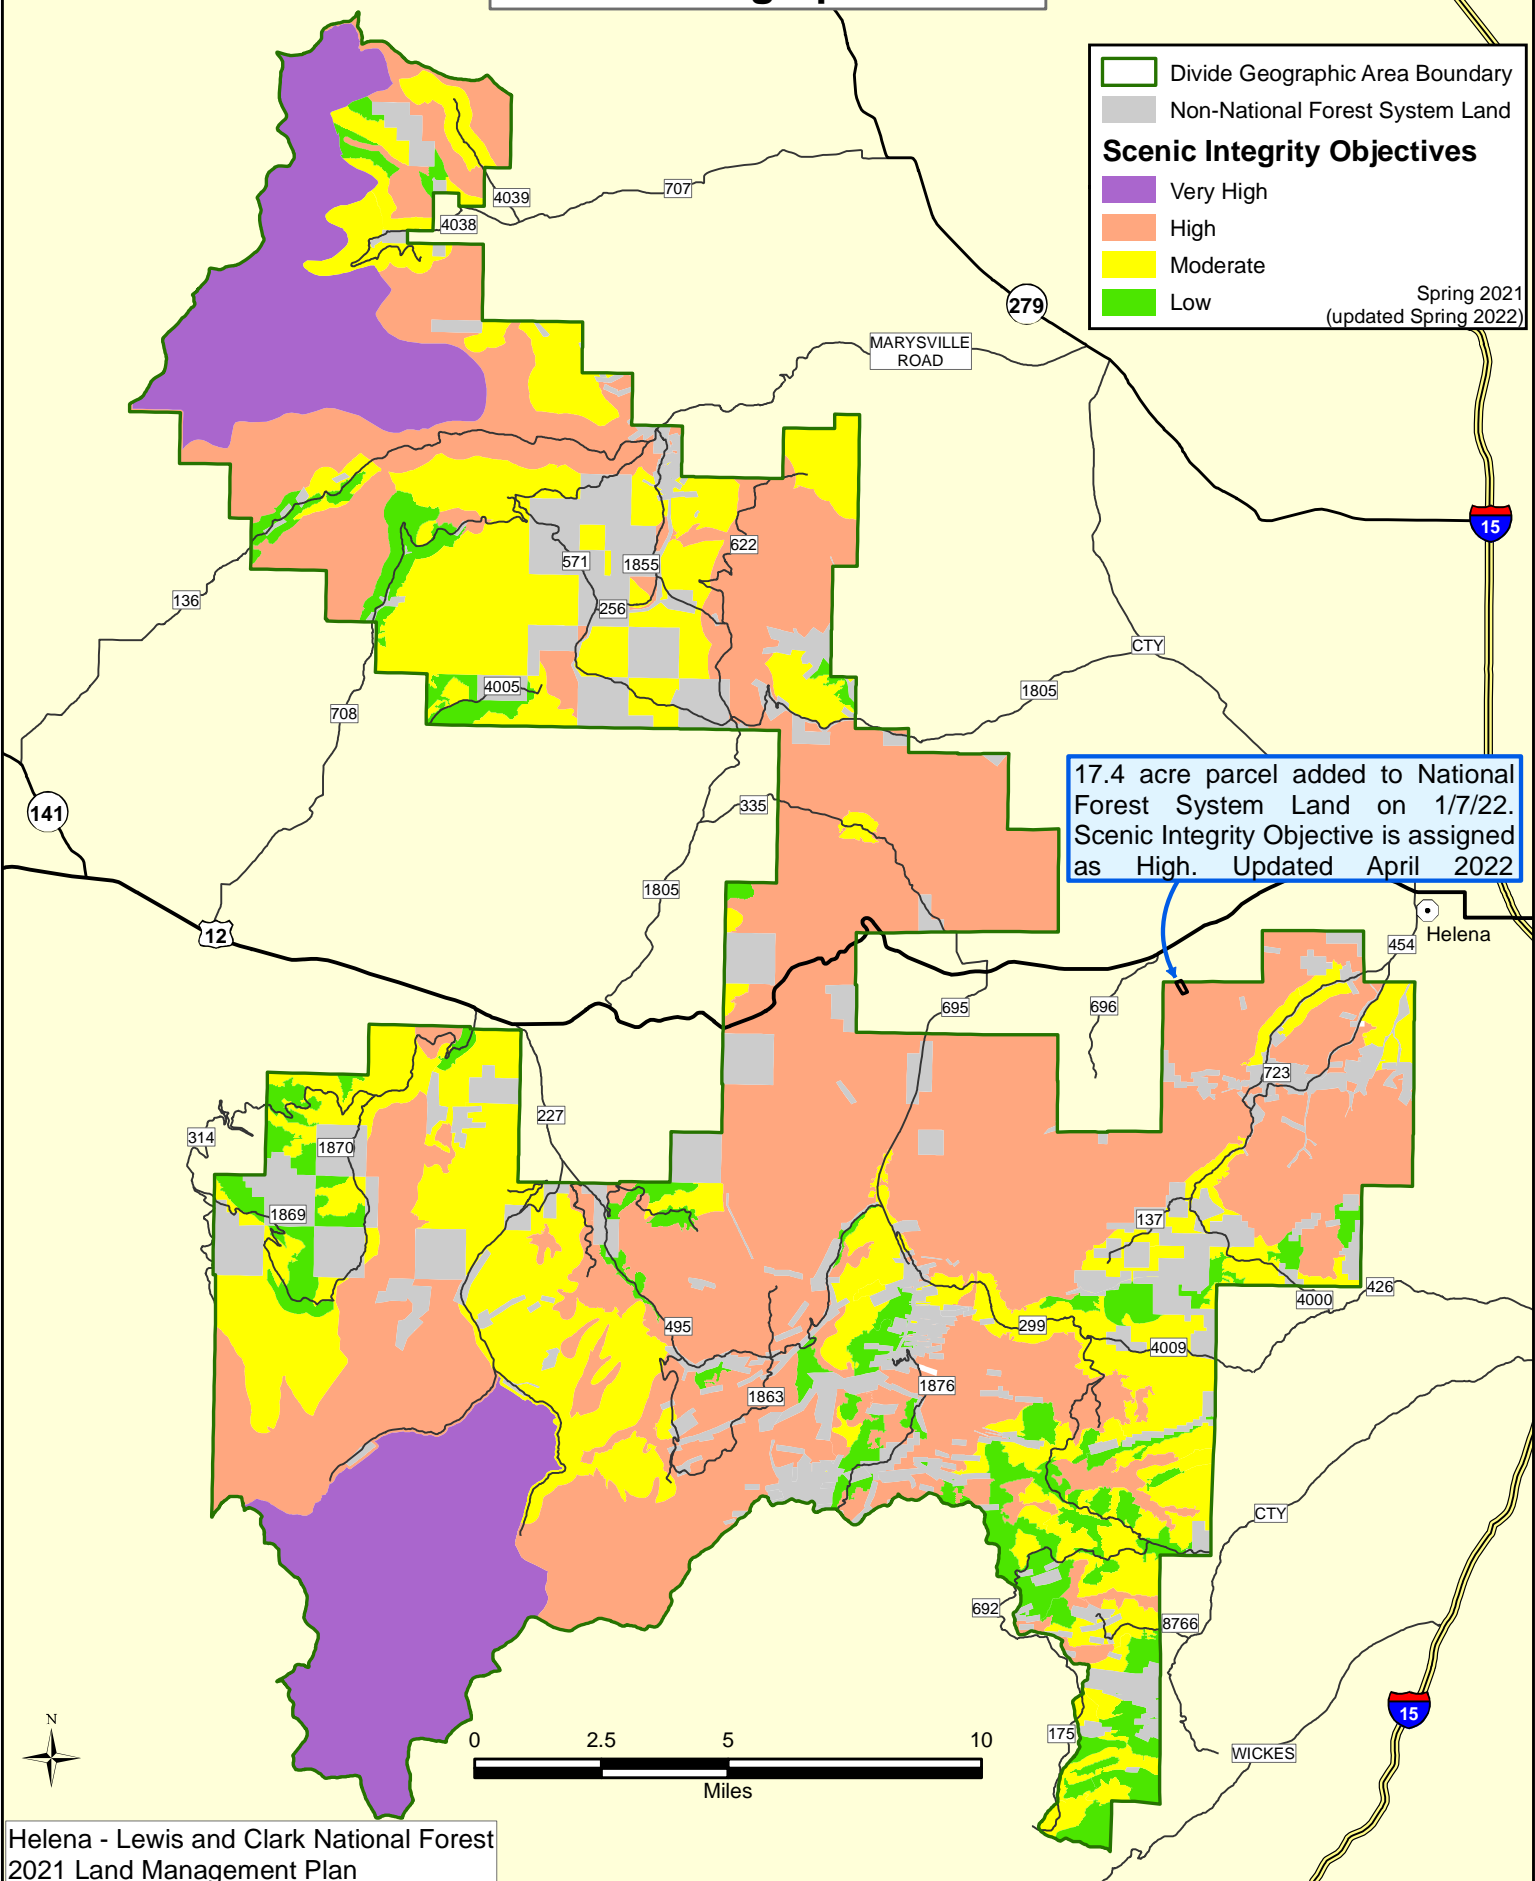 Divide Geographic Area Boundary
Non-National Forest System Land
Scenic Integrity Objectives
Very High
High
Moderate
Low
Spring 2021
(updated Spring 2022)
4039
707
4038
279
MARYSVILLE
ROAD
15
622
571
1855
136
256
CTY
4005
1805
708
17.4 acre parcel added to National
Forest System Land on 1/7/22.
Scenic Integrity Objective is assigned
as High. Updated April 2022
335
141
1805
12
Helena
454
695
696
723
227
314
1870
1869
137
426
4000
495
299
4009
1863
1876
CTY
692
8766
15
175
WICKES
N
0 2.5 5 10
Miles
Helena - Lewis and Clark National Forest
2021 Land Management Plan